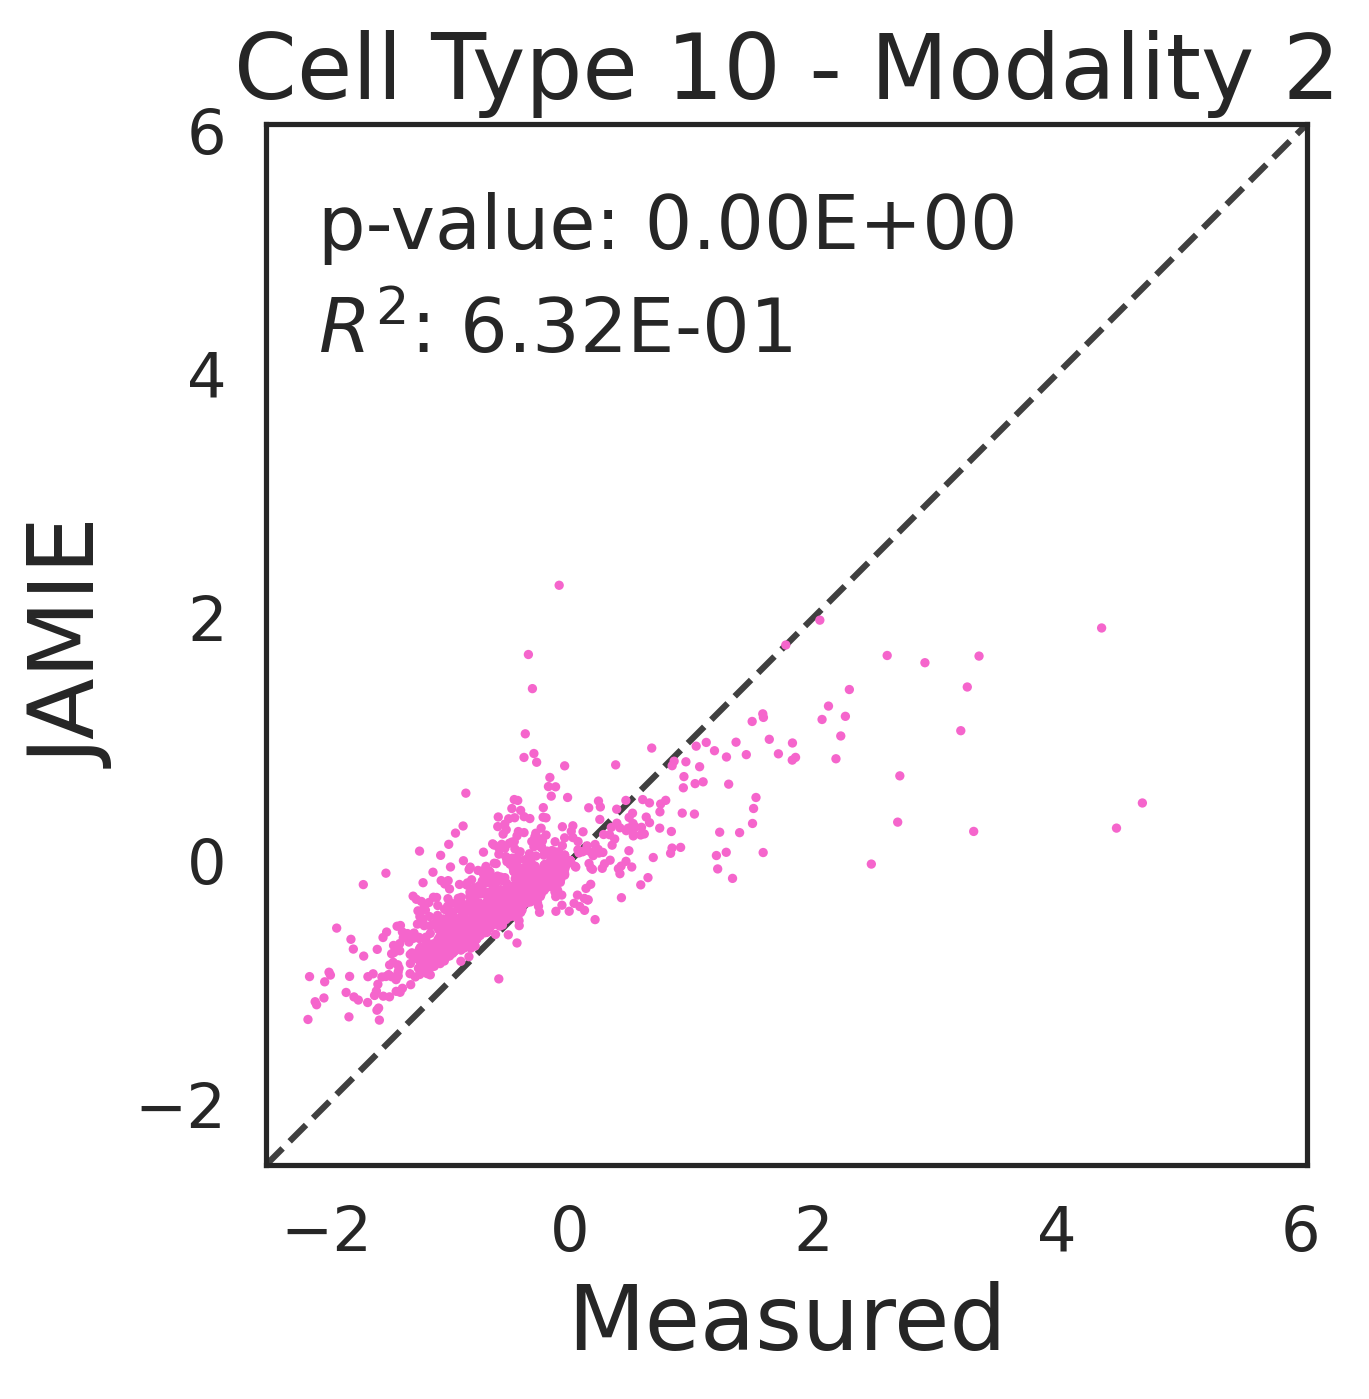 Cell Type 10 - Modality 2
p-value: 0.00E+00
R²: 6.32E-01
6
4
2
0
−2
JAMIE
−2 0 2 4 6
Measured